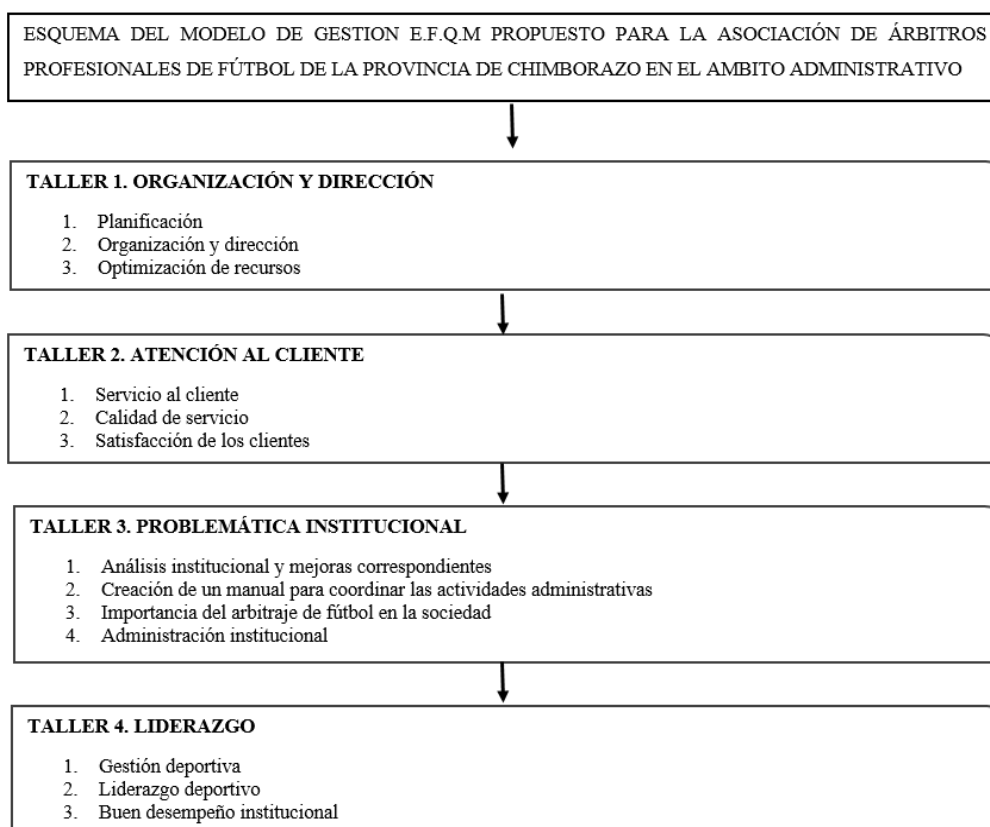 ESQUEMA DEL MODELO DE GESTION E.F.Q.M PROPUESTO PARA LA ASOCIACIÓN DE ÁRBITROS
PROFESIONALES DE FÚTBOL DE LA PROVINCIA DE CHIMBORAZO EN EL AMBITO ADMINISTRATIVO
TALLER 1. ORGANIZACIÓN Y DIRECCIÓN
1. Planificación
2. Organización y dirección
3. Optimización de recursos
TALLER 2. ATENCIÓN AL CLIENTE
1. Servicio al cliente
2. Calidad de servicio
3. Satisfacción de los clientes
TALLER 3. PROBLEMÁTICA INSTITUCIONAL
1. Análisis institucional y mejoras correspondientes
2. Creación de un manual para coordinar las actividades administrativas
3. Importancia del arbitraje de fútbol en la sociedad
4. Administración institucional
TALLER 4. LIDERAZGO
1. Gestión deportiva
2. Liderazgo deportivo
3. Buen desempeño institucional